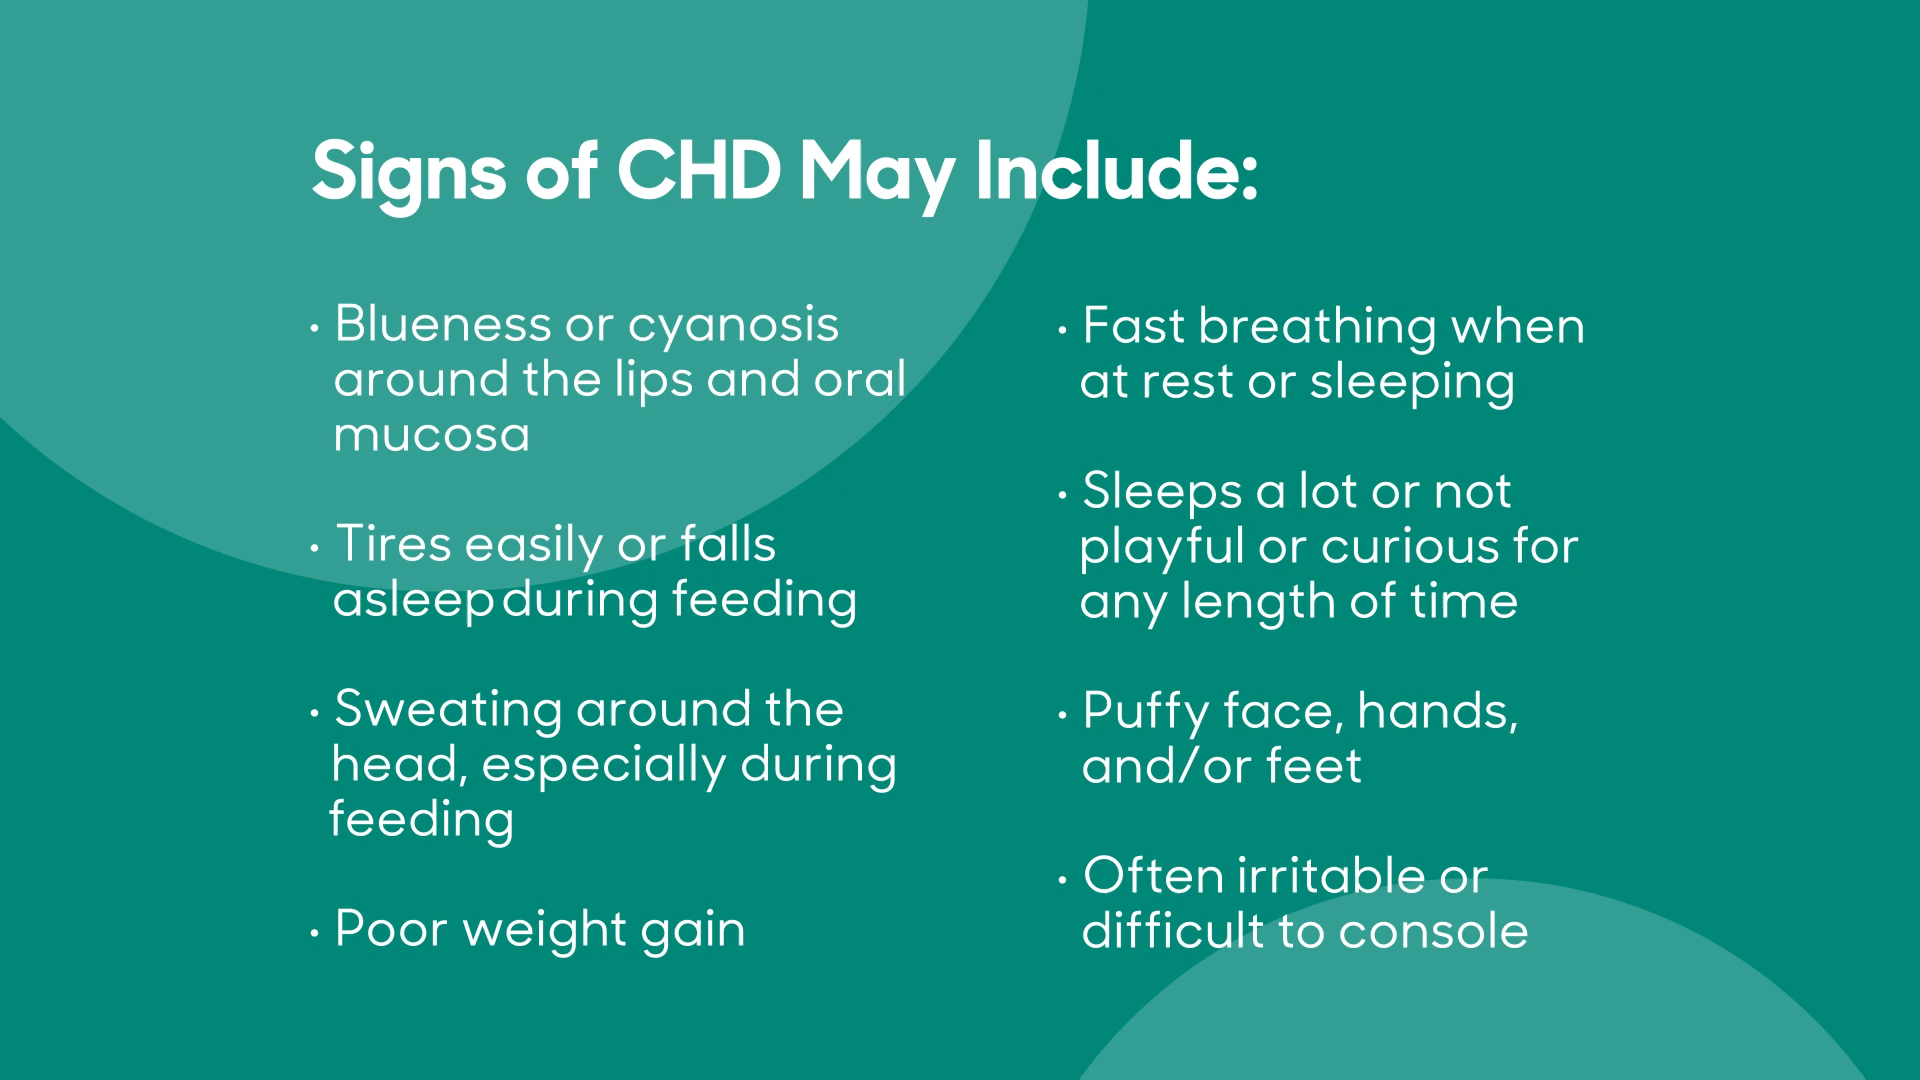 Signs of CHD May Include:
• Blueness or cyanosis
around the lips and oral
mucosa
• Tires easily or falls
asleep during feeding
• Sweating around the
head, especially during
feeding
• Poor weight gain
• Fast breathing when
at rest or sleeping
• Sleeps a lot or not
playful or curious for
any length of time
• Puffy face, hands,
and/or feet
• Often irritable or
difficult to console